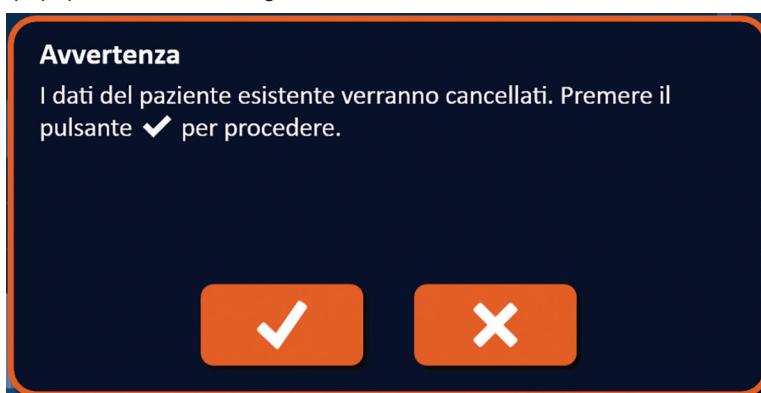 Avvertenza
I dati del paziente esistente verranno cancellati. Premere il
pulsante ✔ per procedere.